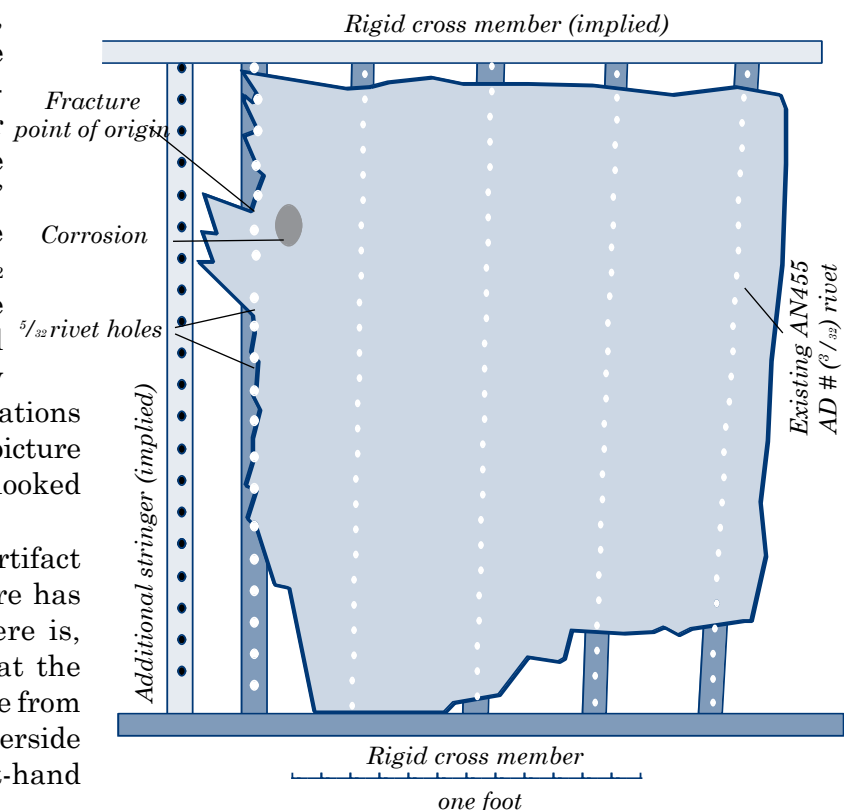 Rigid cross member (implied)
Fracture
point of origin
Corrosion
5/32 rivet holes
Additional stringer (implied)
Existing AN455
AD # (3/32) rivet
Rigid cross member
one foot
ations
picture
looked
rtifact
re has
ere is,
at the
e from
erside
t-hand